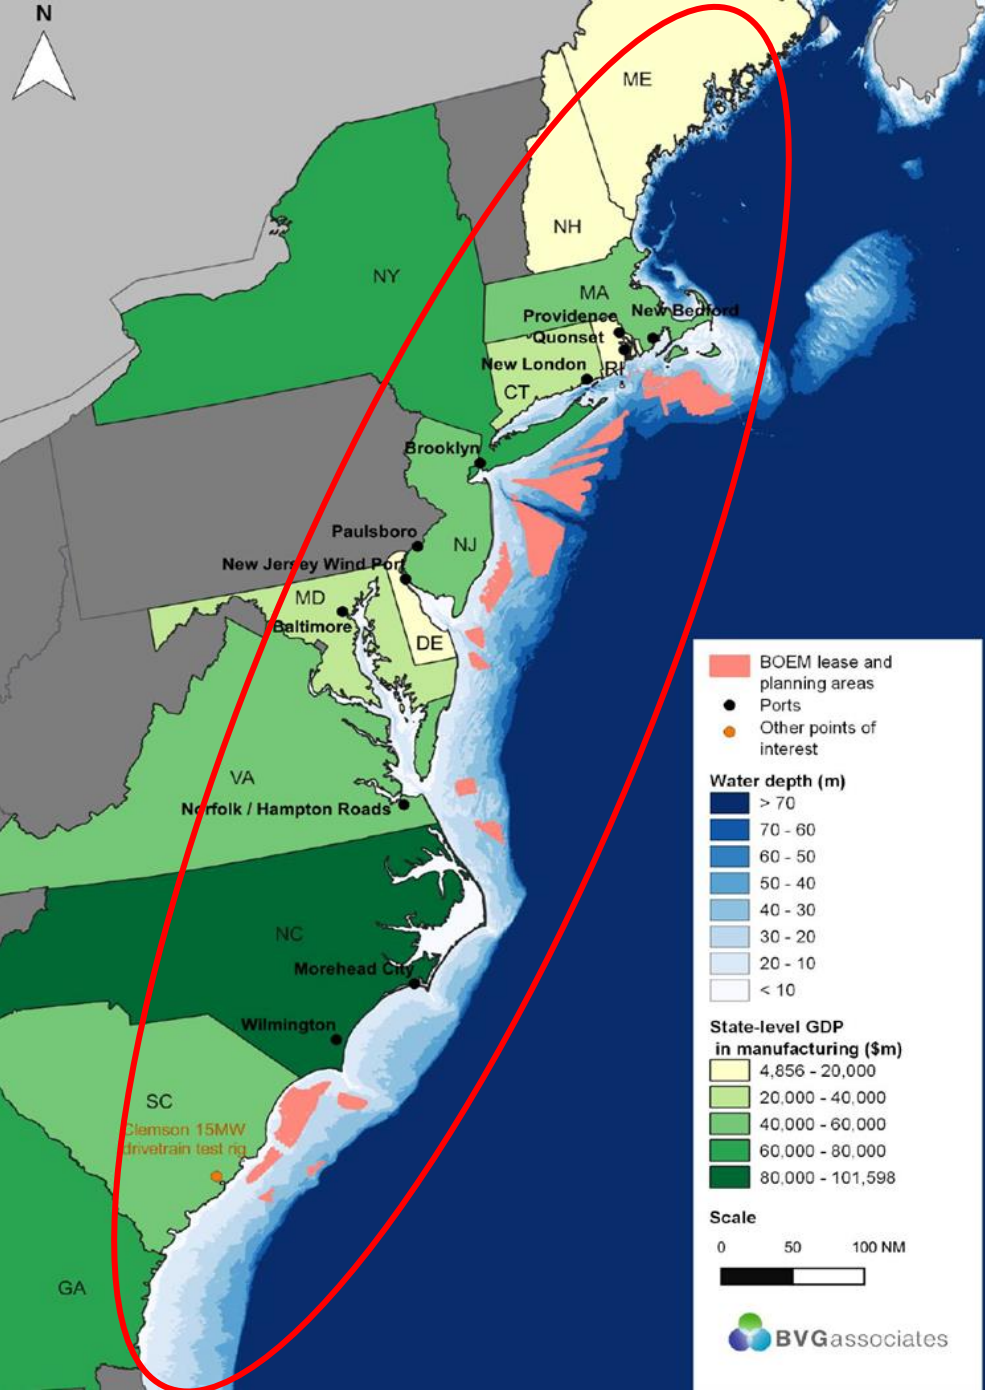 N
ME
NH
NY
MA
Providence
New Bedford
Quonset
New London
RI
CT
Brooklyn
Paulsboro
NJ
New Jersey Wind Por
MD
Baltimore
DE
VA
Norfolk / Hampton Roads
NC
Morehead City
Wilmington
SC
Clemson 15MW
drivetrain test rig
GA
BOEM lease and
planning areas
Ports
Other points of
interest
Water depth (m)
> 70
70 - 60
60 - 50
50 - 40
40 - 30
30 - 20
20 - 10
< 10
State-level GDP
in manufacturing ($m)
4,856 - 20,000
20,000 - 40,000
40,000 - 60,000
60,000 - 80,000
80,000 - 101,598
Scale
0 50 100 NM
BVGassociates